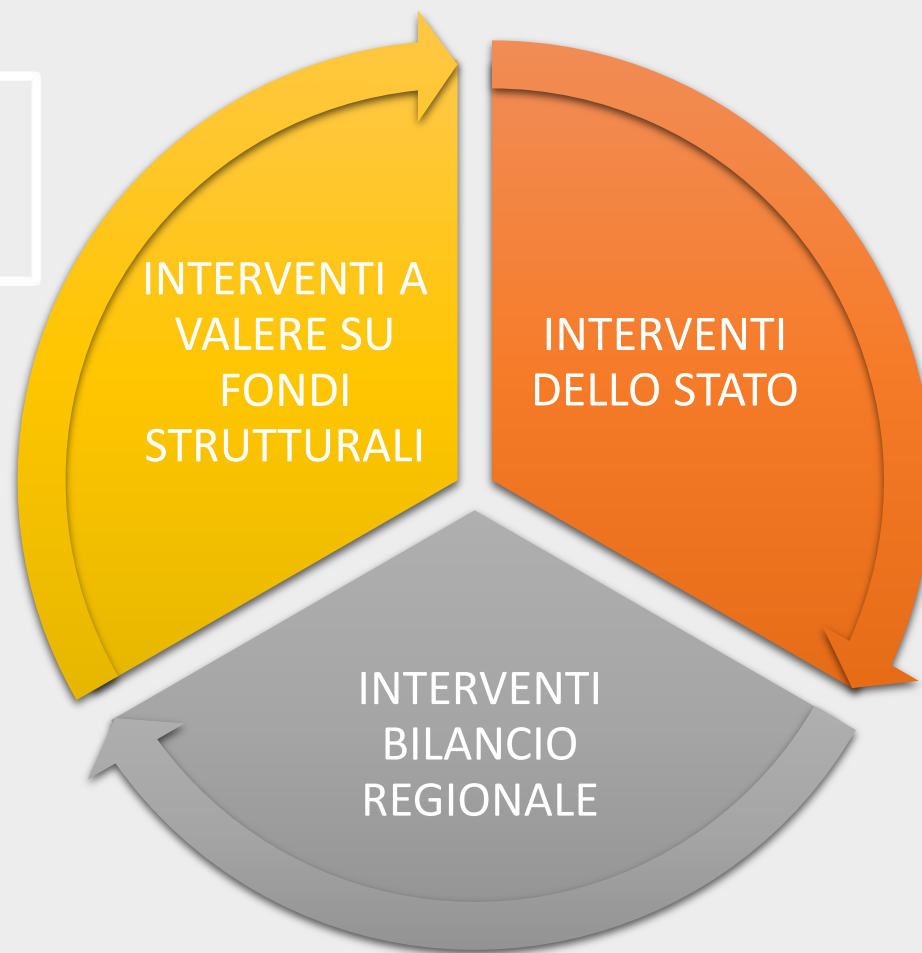 INTERVENTI A
VALERE SU
FONDI
STRUTTURALI
INTERVENTI
DELLO STATO
INTERVENTI
BILANCIO
REGIONALE